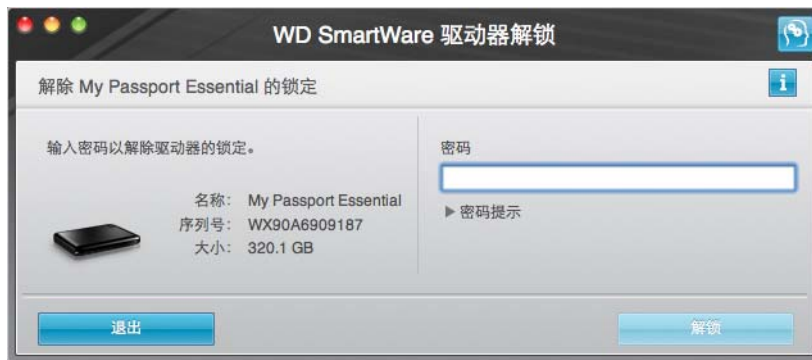 WD SmartWare 驱动器解锁
解除 My Passport Essential 的锁定
i
输入密码以解除驱动器的锁定。
名称： My Passport Essential
序列号： WX90A6909187
大小： 320.1 GB
密码
▶密码提示
退出
解锁